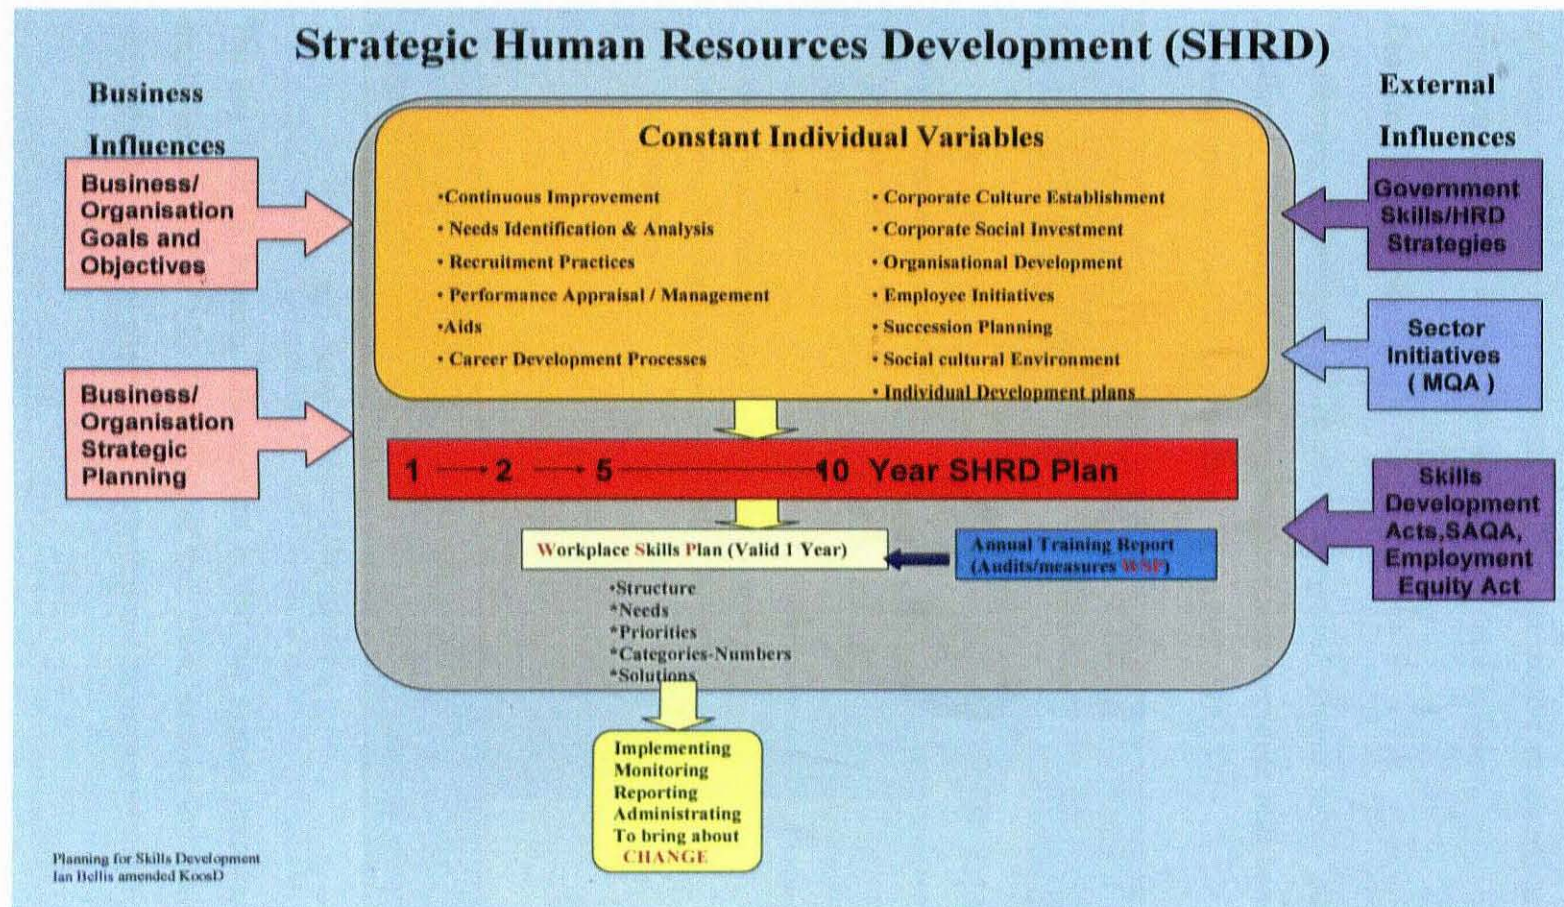 Strategic Human Resources Development (SHRD)
Business
Influences
Business/
Organisation
Goals and
Objectives
Business/
Organisation
Strategic
Planning
Constant Individual Variables
•Continuous Improvement
• Needs Identification & Analysis
• Recruitment Practices
• Performance Appraisal / Management
•Aids
• Career Development Processes
• Corporate Culture Establishment
• Corporate Social Investment
• Organisational Development
• Employee Initiatives
• Succession Planning
• Social cultural Environment
• Individual Development plans
1 2 5 10 Year SHRD Plan
Workplace Skills Plan (Valid 1 Year)
Annual Training Report
(Audits/measures WSP)
•Structure
*Needs
*Priorities
*Categories-Numbers
*Solutions
Implementing
Monitoring
Reporting
Administrating
To bring about
CHANGE
External
Influences
Government
Skills/HRD
Strategies
Sector
Initiatives
( MQA )
Skills
Development
Acts,SAQA,
Employment
Equity Act
Planning for Skills Development
Ian Bellis amended KoosD